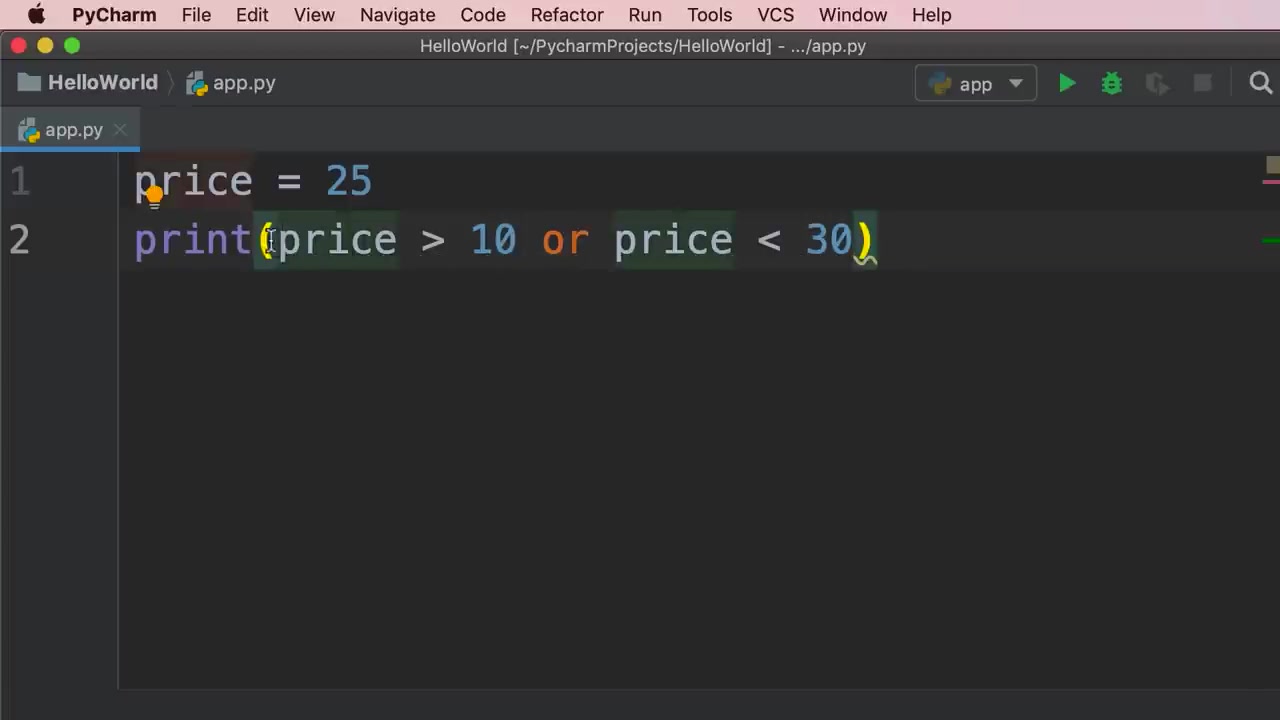 PyCharm File Edit View Navigate Code Refactor Run Tools VCS Window Help
HelloWorld [~/PycharmProjects/HelloWorld] - .../app.py
HelloWorld app.py app
app.py
1 price = 25
2 print(price > 10 or price < 30)